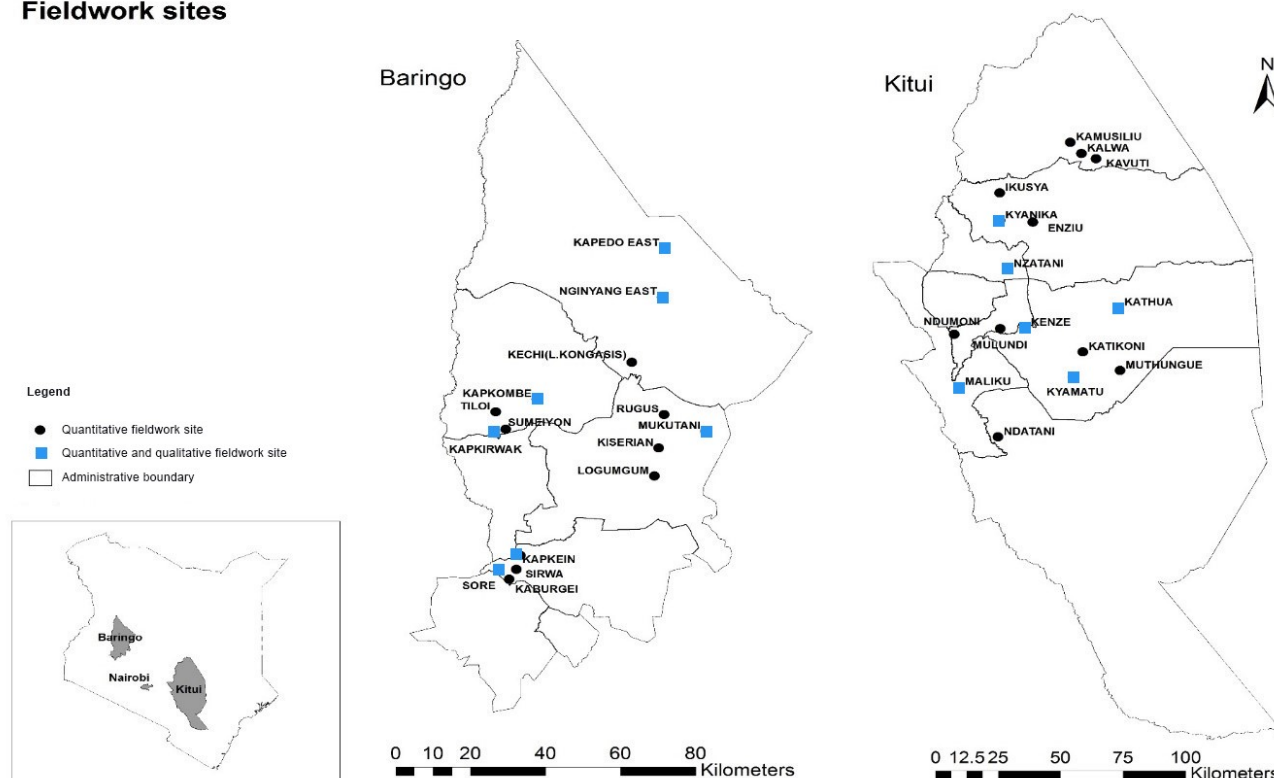 Fieldwork sites
Baringo
Kitui
N
KAMUSILIU
KALWA
KAVUTI
IKUSYA
KYANIKA
ENZIU
KAPEDO EAST
NZATANI
NGINYANG EAST
KATHUA
NDUMONI
KENZE
MULUNDI
KECHI(L.KONGASIS)
KATIKONI
MUTHUNGUE
Legend
KAPKOMBE
MALIKU
KYAMATU
TILOI
RUGUS
SUMEIYON
MUKUTANI
Quantitative fieldwork site
NDATANI
KAPKIRWAK
KISERIAN
Quantitative and qualitative fieldwork site
LOGUMGUM
Administrative boundary
KAPKEIN
SIRWA
SORE
KABURGEI
Baringo
Nairobi
Kitui
0 10 20 40 60 80
Kilometers
0 12.5 25 50 75 100
Kilometers